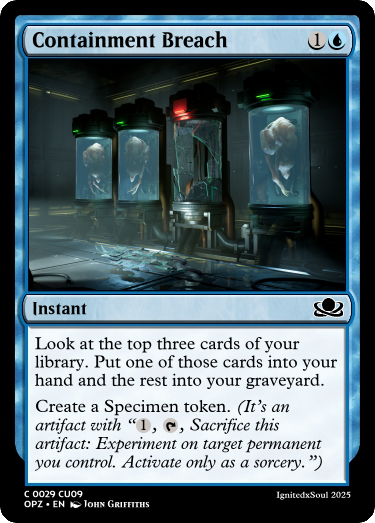 Containment Breach 1
Instant
Look at the top three cards of your
library. Put one of those cards into your
hand and the rest into your graveyard.
Create a Specimen token. (It's an
artifact with “1, , Sacrifice this
artifact: Experiment on target permanent
you control. Activate only as a sorcery.”)
C 0029 CU09
OPZ • EN John Griffiths
IgnitedxSoul 2025